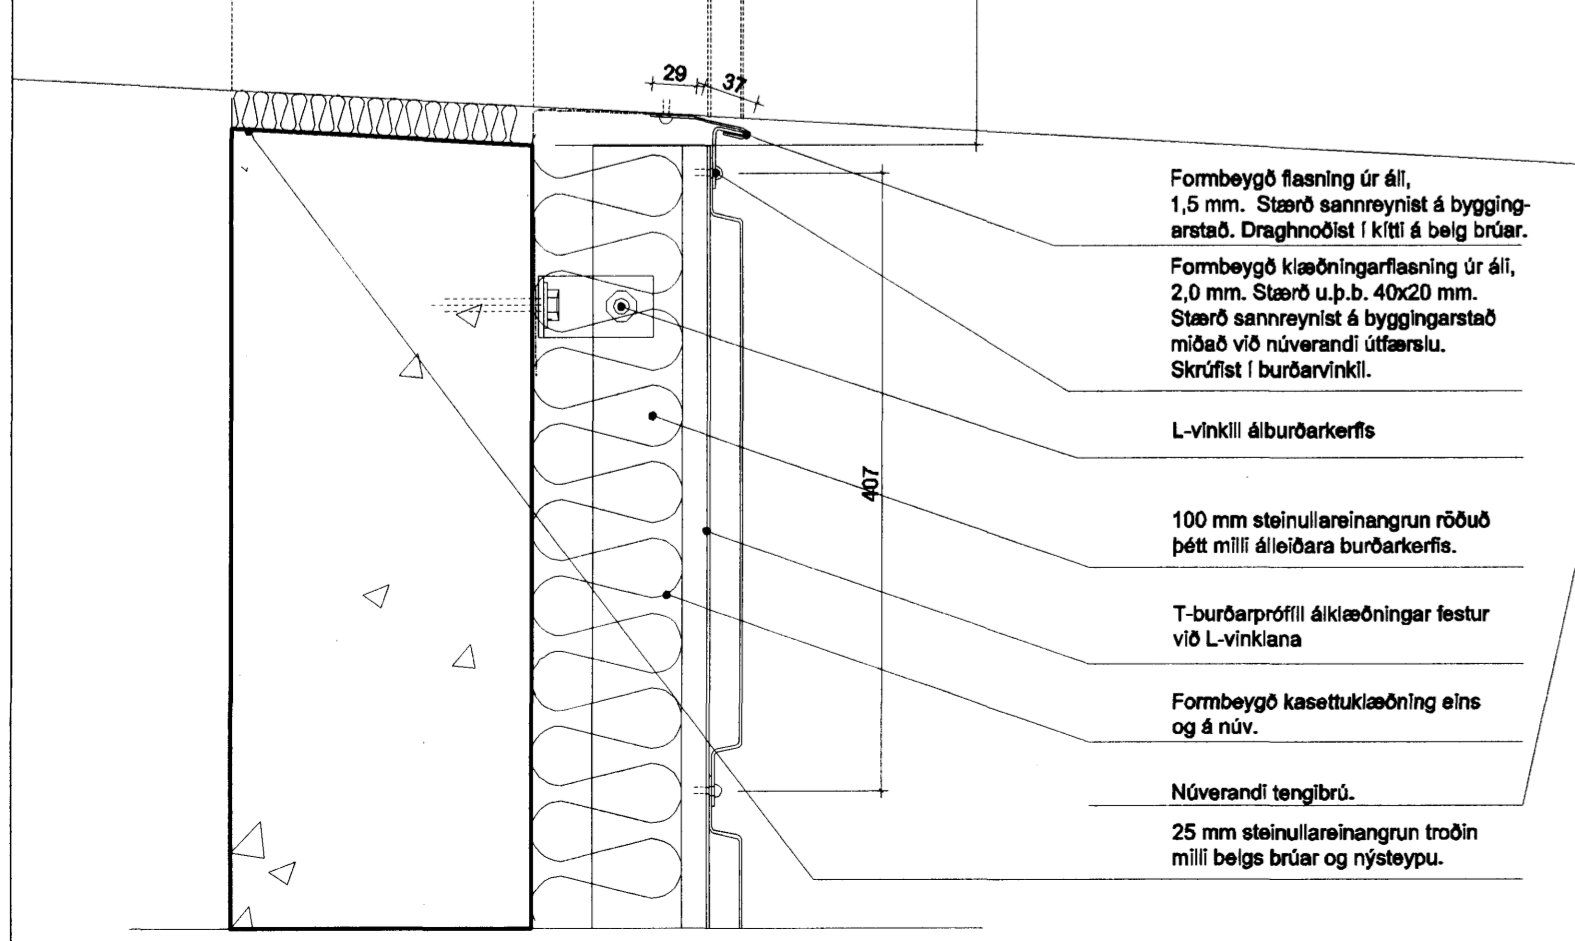 29
37
Formbeygð flasning úr áli,
1,5 mm. Stærð sannreynist á bygging-
arstað. Draghnoðist í kítti á belg brúar.
Formbeygð klæðningarflasning úr áli,
2,0 mm. Stærð u.þ.b. 40x20 mm.
Stærð sannreynist á byggingarstað
miðað við núverandi útfærslu.
Skrúfist í burðarvinkil.
L-vinkill álburðarkerfis
407
100 mm steinullareinangrun röðuð
þétt milli álleiðara burðarkerfis.
T-burðarprófíll álklæðningar festur
við L-vinklana
Formbeygð kasettuklæðning eins
og á núv.
Núverandi tengibrú.
25 mm steinullareinangrun troðin
milli belgs brúar og nýsteypu.